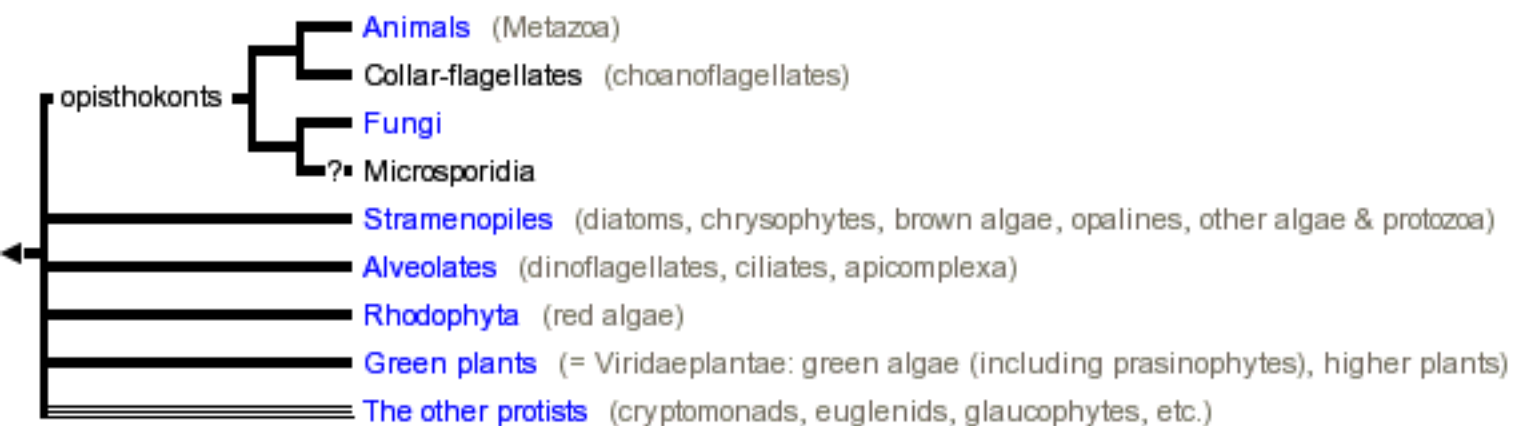 Animals (Metazoa)
Collar-flagellates (choanoflagellates)
opisthokonts
Fungi
? Microsporidia
Stramenopiles (diatoms, chrysophytes, brown algae, opalines, other algae & protozoa)
Alveolates (dinoflagellates, ciliates, apicomplexa)
Rhodophyta (red algae)
Green plants (= Viridaeplantae: green algae (including prasinophytes), higher plants)
The other protists (cryptomonads, euglenids, glaucophytes, etc.)